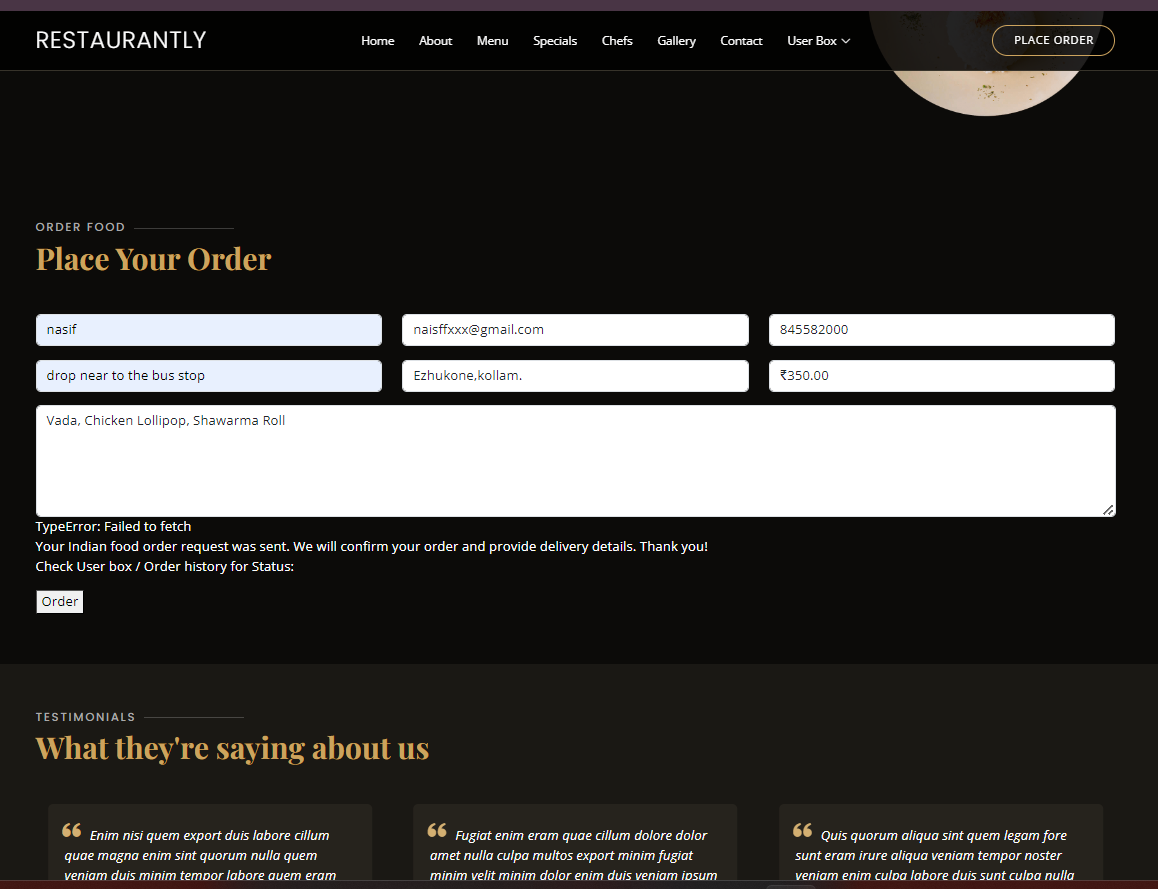 RESTAURANTLY
Home About Menu Specials Chefs Gallery Contact User Box PLACE ORDER
ORDER FOOD
Place Your Order
nasif naisffxxx@gmail.com 845582000
drop near to the bus stop Ezhukone,kollam. ₹350.00
Vada, Chicken Lollipop, Shawarma Roll
TypeError: Failed to fetch
Your Indian food order request was sent. We will confirm your order and provide delivery details. Thank you!
Check User box / Order history for Status:
Order
TESTIMONIALS
What they're saying about us
Enim nisi quem export duis labore cillum
quae magna enim sint quorum nulla quem
veniam duis minim tempor labore quem eram
Fugiat enim eram quae cillum dolore dolor
amet nulla culpa multos export minim fugiat
minim velit minim dolor enim duis veniam ipsum
Quis quorum aliqua sint quem legam fore
sunt eram irure aliqua veniam tempor noster
veniam enim culpa labore duis sunt culpa nulla